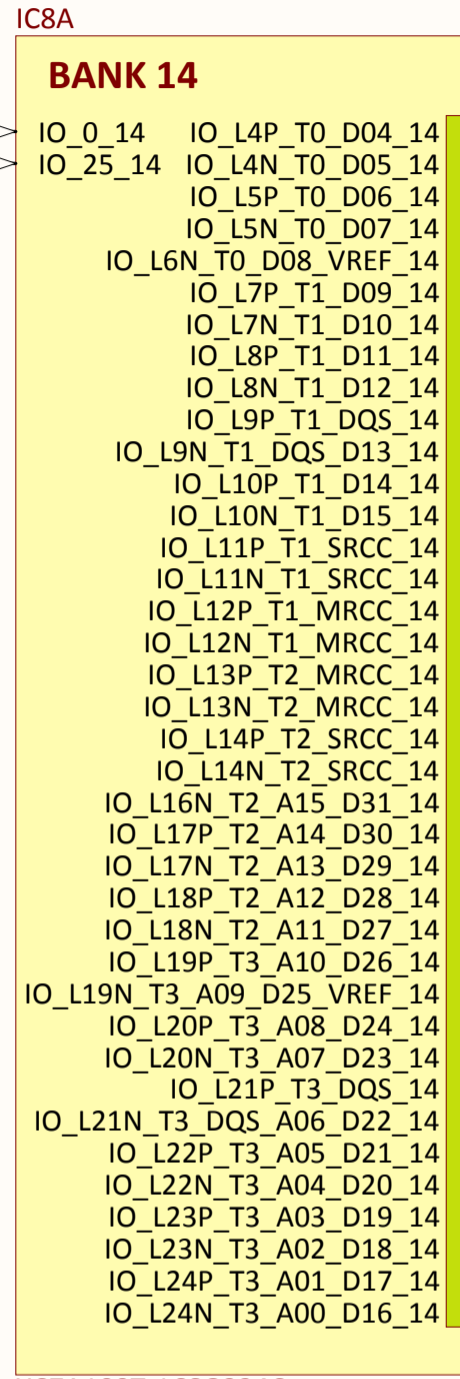 IC8A
BANK 14
IO_0_14 IO_L4P_T0_D04_14
IO_25_14 IO_L4N_T0_D05_14
IO_L5P_T0_D06_14
IO_L5N_T0_D07_14
IO_L6N_T0_D08_VREF_14
IO_L7P_T1_D09_14
IO_L7N_T1_D10_14
IO_L8P_T1_D11_14
IO_L8N_T1_D12_14
IO_L9P_T1_DQS_14
IO_L9N_T1_DQS_D13_14
IO_L10P_T1_D14_14
IO_L10N_T1_D15_14
IO_L11P_T1_SRCC_14
IO_L11N_T1_SRCC_14
IO_L12P_T1_MRCC_14
IO_L12N_T1_MRCC_14
IO_L13P_T2_MRCC_14
IO_L13N_T2_MRCC_14
IO_L14P_T2_SRCC_14
IO_L14N_T2_SRCC_14
IO_L16N_T2_A15_D31_14
IO_L17P_T2_A14_D30_14
IO_L17N_T2_A13_D29_14
IO_L18P_T2_A12_D28_14
IO_L18N_T2_A11_D27_14
IO_L19P_T3_A10_D26_14
IO_L19N_T3_A09_D25_VREF_14
IO_L20P_T3_A08_D24_14
IO_L20N_T3_A07_D23_14
IO_L21P_T3_DQS_14
IO_L21N_T3_DQS_A06_D22_14
IO_L22P_T3_A05_D21_14
IO_L22N_T3_A04_D20_14
IO_L23P_T3_A03_D19_14
IO_L23N_T3_A02_D18_14
IO_L24P_T3_A01_D17_14
IO_L24N_T3_A00_D16_14